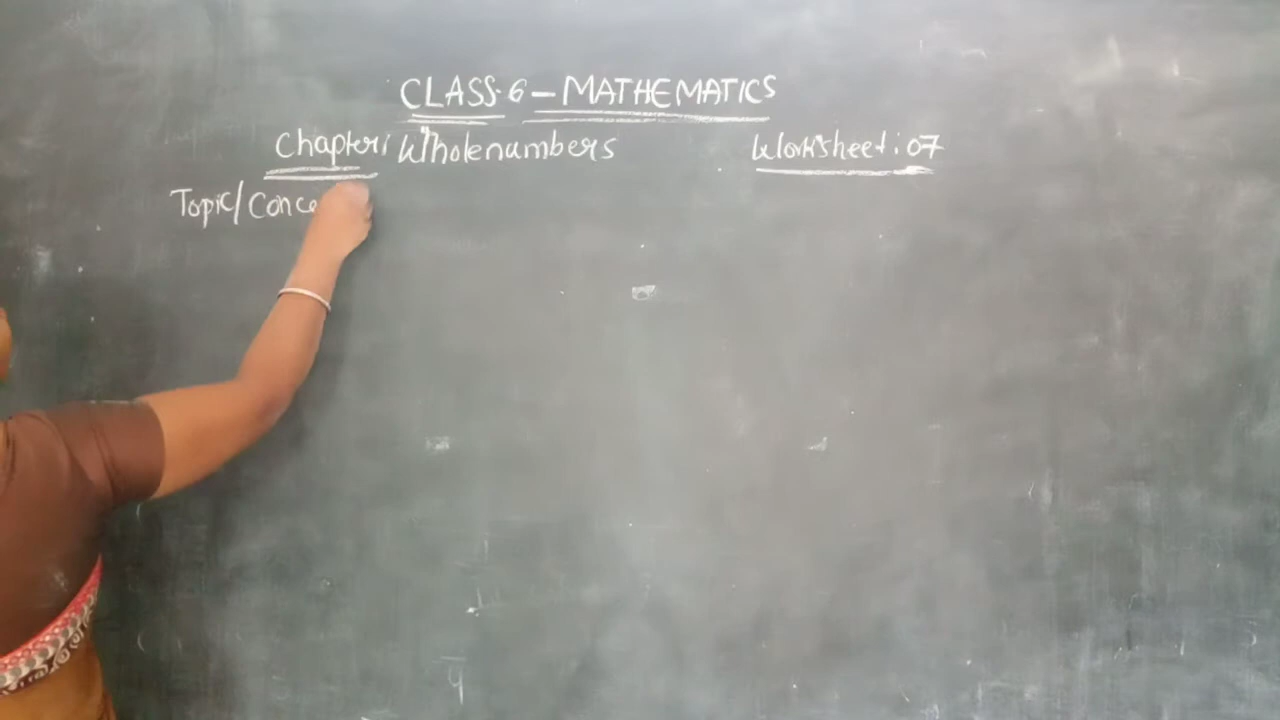 CLASS-6 - MATHEMATICS
Chapter: Wholenumbers Worksheet: 07
Topic/Conce